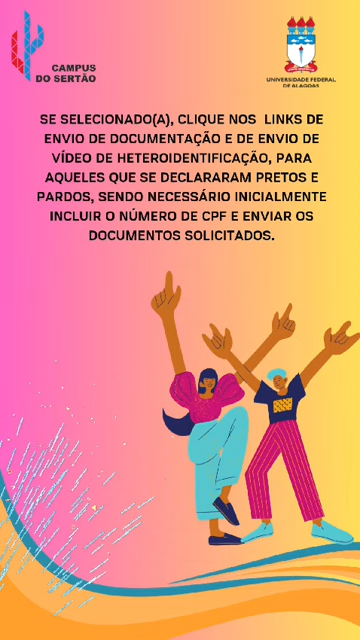 CAMPUS
DO SERTÃO
UNIVERSIDADE FEDERAL
DE ALAGOAS
SE SELECIONADO(A), CLIQUE NOS LINKS DE
ENVIO DE DOCUMENTAÇÃO E DE ENVIO DE
VÍDEO DE HETEROIDENTIFICAÇÃO, PARA
AQUELES QUE SE DECLARARAM PRETOS E
PARDOS, SENDO NECESSÁRIO INICIALMENTE
INCLUIR O NÚMERO DE CPF E ENVIAR OS
DOCUMENTOS SOLICITADOS.